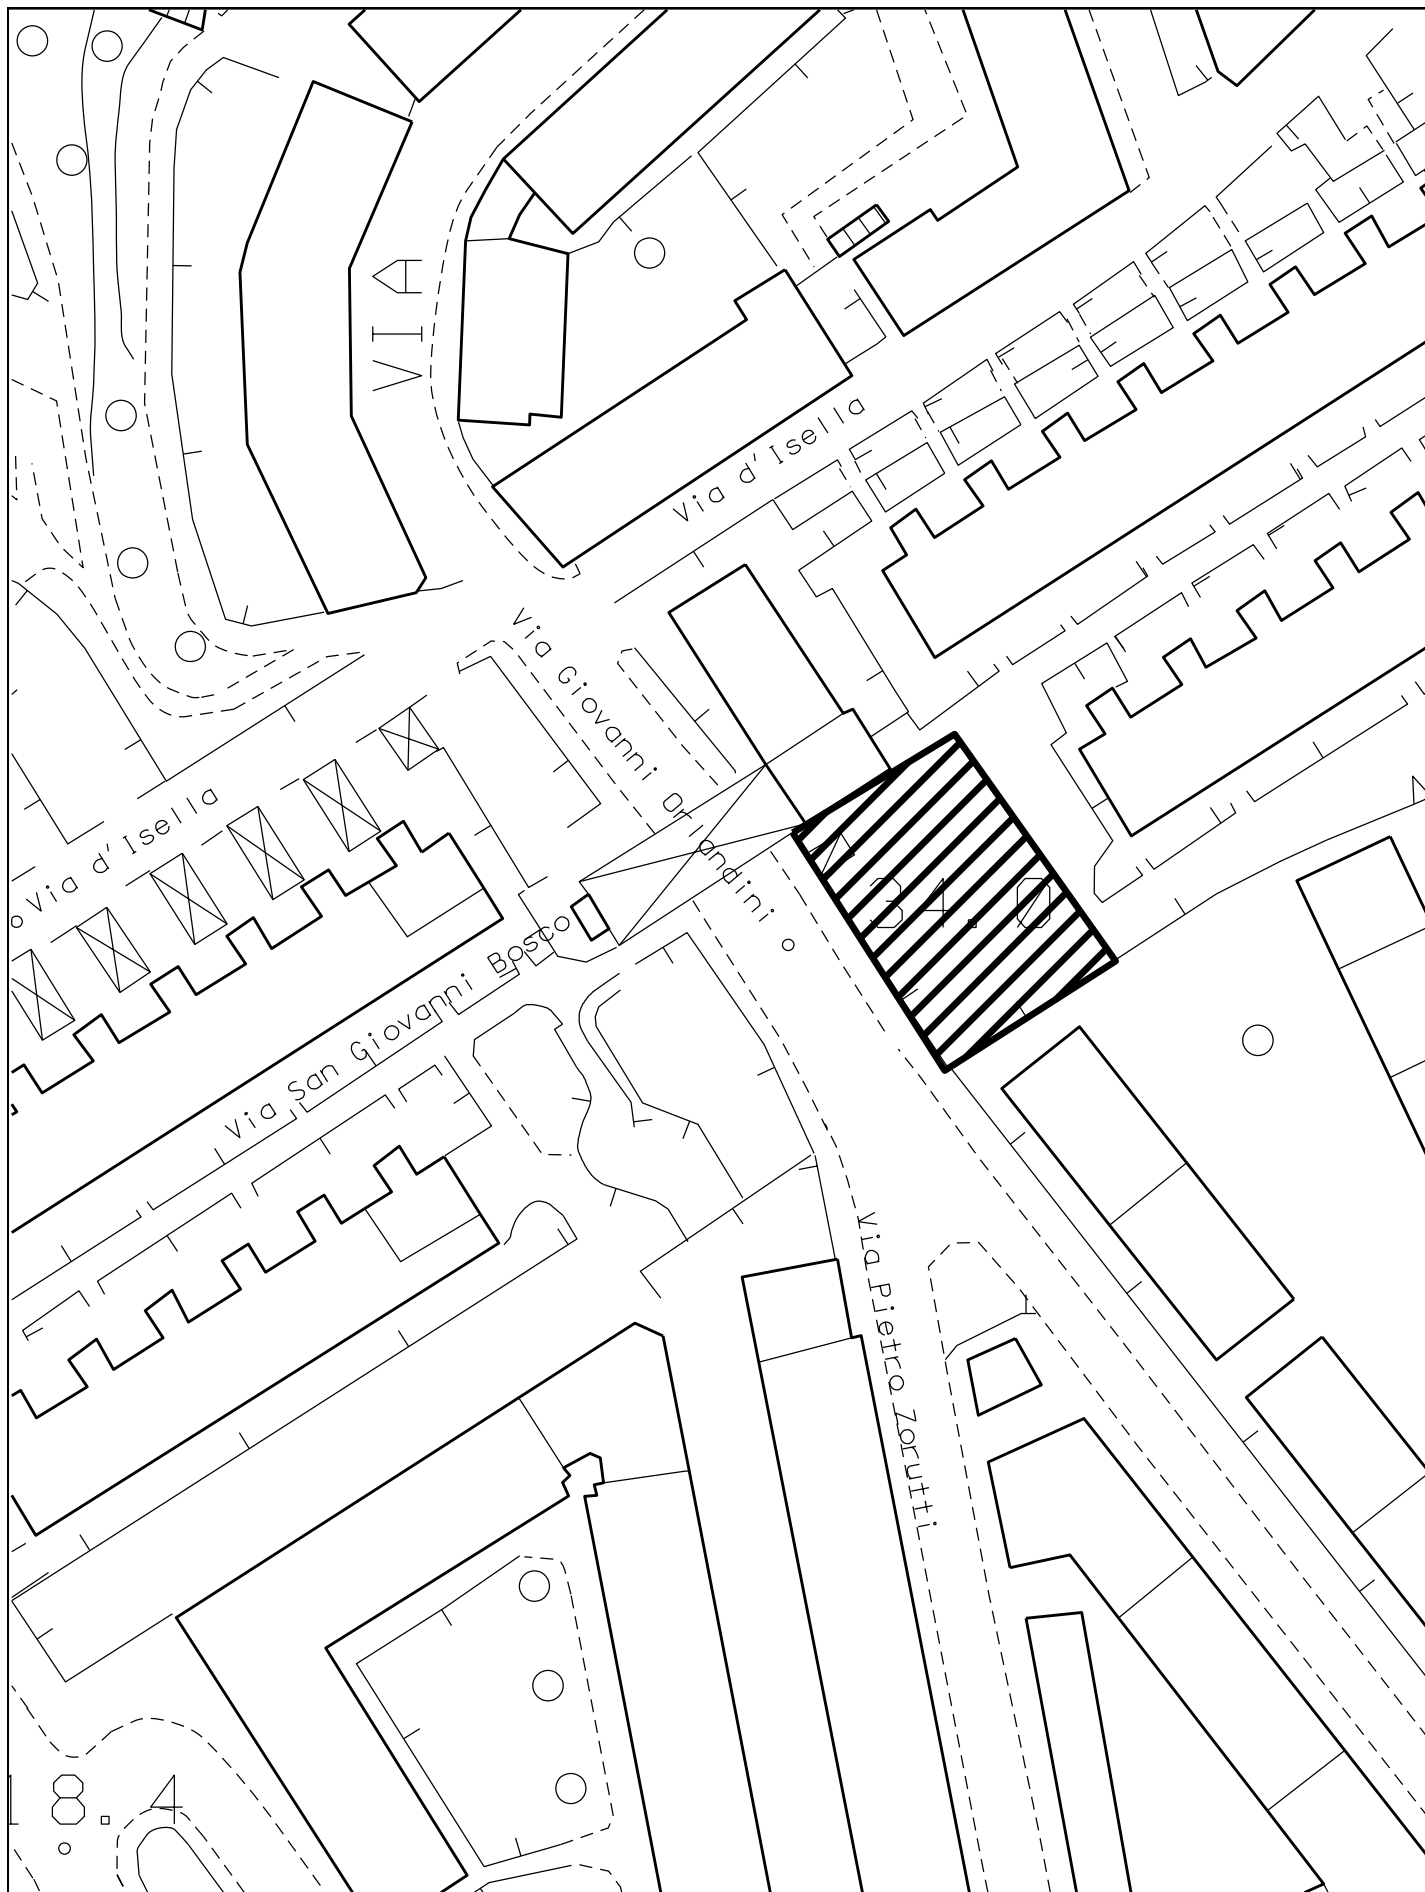 VIA
Via d'Isella
Via Giovanni Orlandini
Via d'Isella
34.0
Via San Giovanni Bosco
Via Pietro Zorutti
18.4